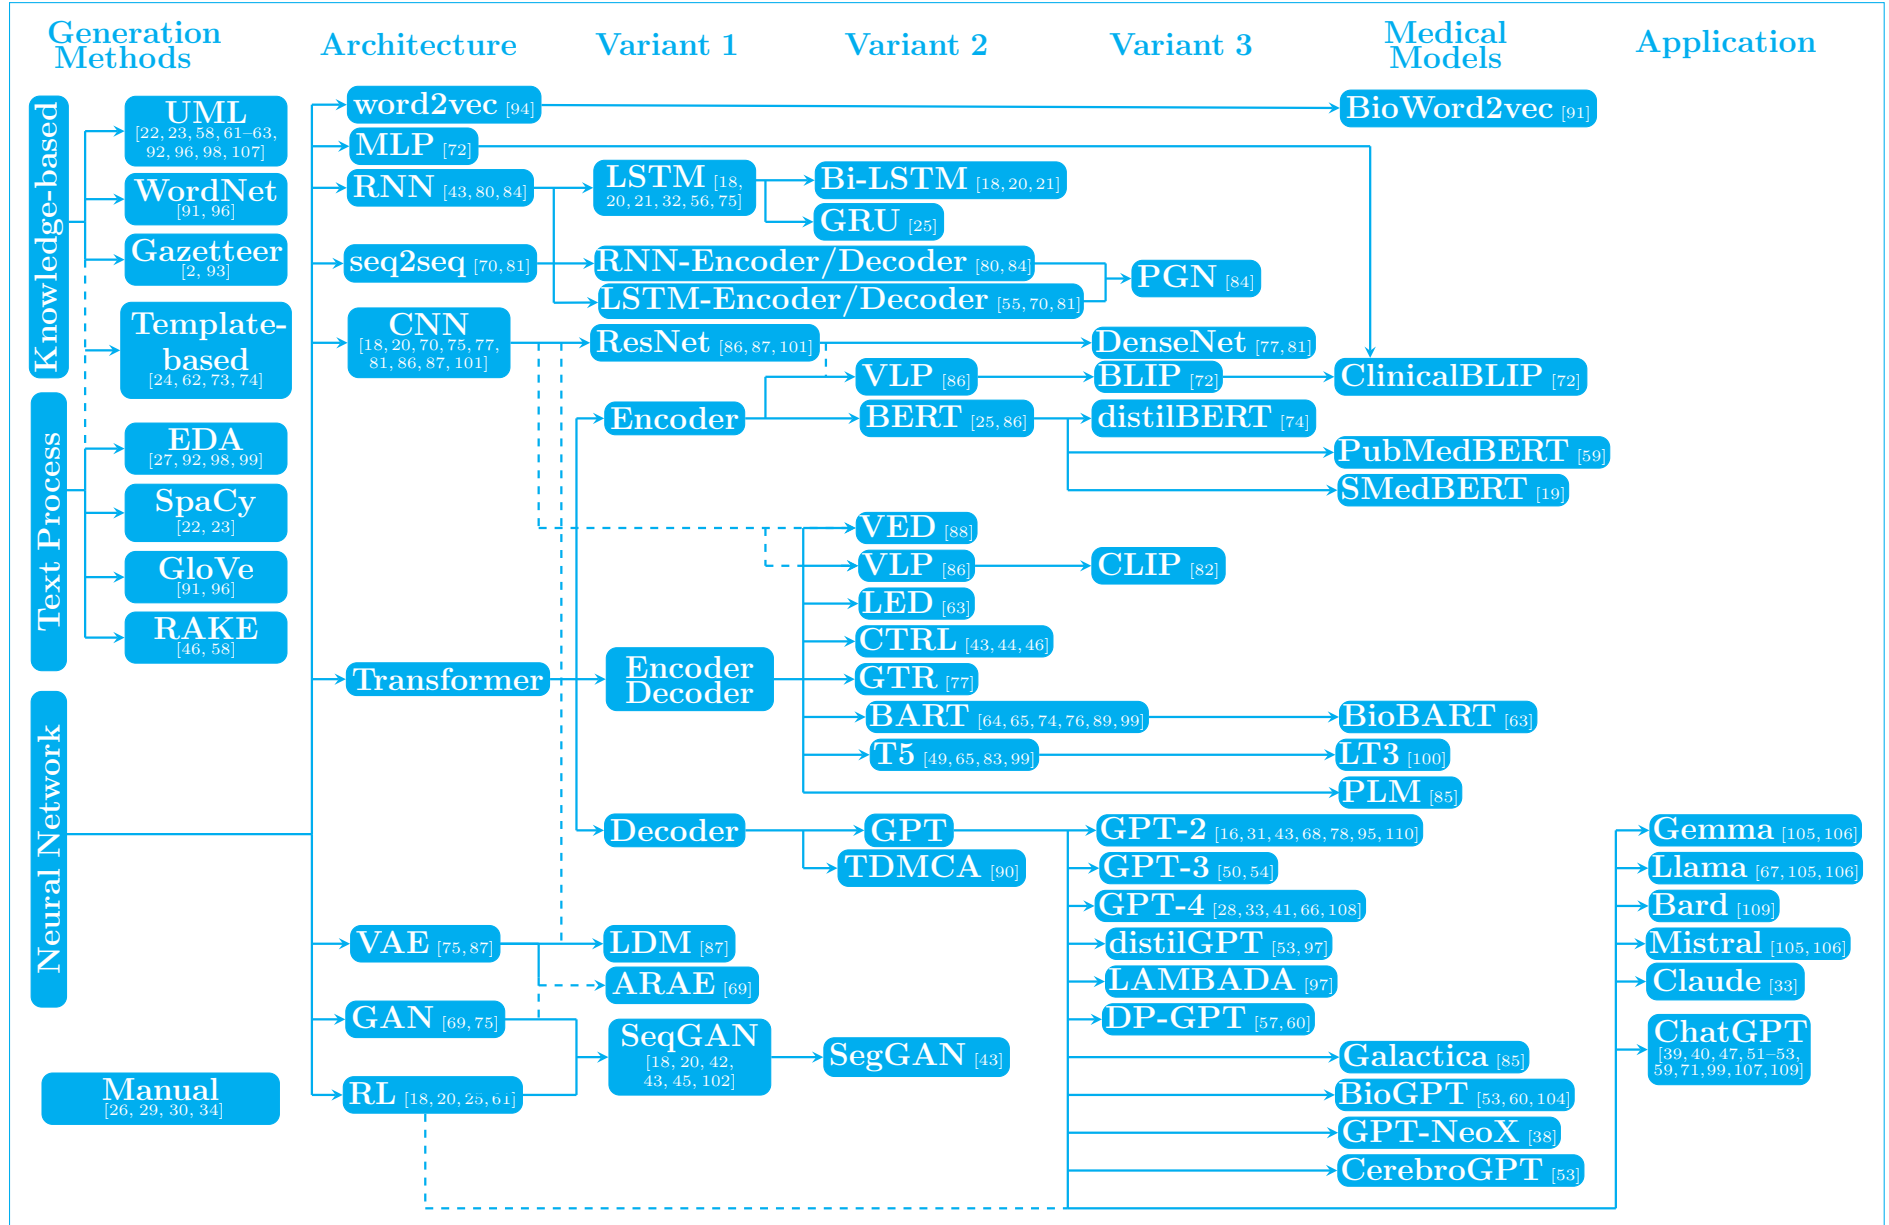 Generation
Methods
Architecture
Variant 1
Variant 2
Variant 3
Medical
Models
Application
Knowledge-based
UML
[22, 23, 58, 61–63,
92, 96, 98, 107]
WordNet
[91, 96]
Gazetteer
[2, 93]
Template-
based
[24, 62, 73, 74]
Text Process
EDA
[27, 92, 98, 99]
SpaCy
[22, 23]
GloVe
[91, 96]
RAKE
[46, 58]
Neural Network
Manual
[26, 29, 30, 34]
word2vec [94]
BioWord2vec [91]
MLP [72]
RNN [43, 80, 84]
LSTM [18,
20, 21, 32, 56, 75]
Bi-LSTM [18, 20, 21]
GRU [25]
seq2seq [70, 81]
RNN-Encoder/Decoder [80, 84]
LSTM-Encoder/Decoder [55, 70, 81]
PGN [84]
CNN
[18, 20, 70, 75, 77,
81, 86, 87, 101]
ResNet [86, 87, 101]
DenseNet [77, 81]
VLP [86]
BLIP [72]
ClinicalBLIP [72]
Encoder
BERT [25, 86]
distilBERT [74]
PubMedBERT [59]
SMedBERT [19]
VED [88]
VLP [86]
CLIP [82]
LED [63]
CTRL [43, 44, 46]
Transformer
Encoder
Decoder
GTR [77]
BART [64, 65, 74, 76, 89, 99]
BioBART [63]
T5 [49, 65, 83, 99]
LT3 [100]
PLM [85]
Decoder
GPT
GPT-2 [16, 31, 43, 68, 78, 95, 110]
Gemma [105, 106]
TDMCA [90]
GPT-3 [50, 54]
Llama [67, 105, 106]
GPT-4 [28, 33, 41, 66, 108]
Bard [109]
VAE [75, 87]
LDM [87]
distilGPT [53, 97]
Mistral [105, 106]
ARAE [69]
LAMBADA [97]
Claude [33]
GAN [69, 75]
DP-GPT [57, 60]
SeqGAN
[18, 20, 42,
43, 45, 102]
SegGAN [43]
Galactica [85]
ChatGPT
[39, 40, 47, 51–53,
59, 71, 99, 107, 109]
RL [18, 20, 25, 61]
BioGPT [53, 60, 104]
GPT-NeoX [38]
CerebroGPT [53]